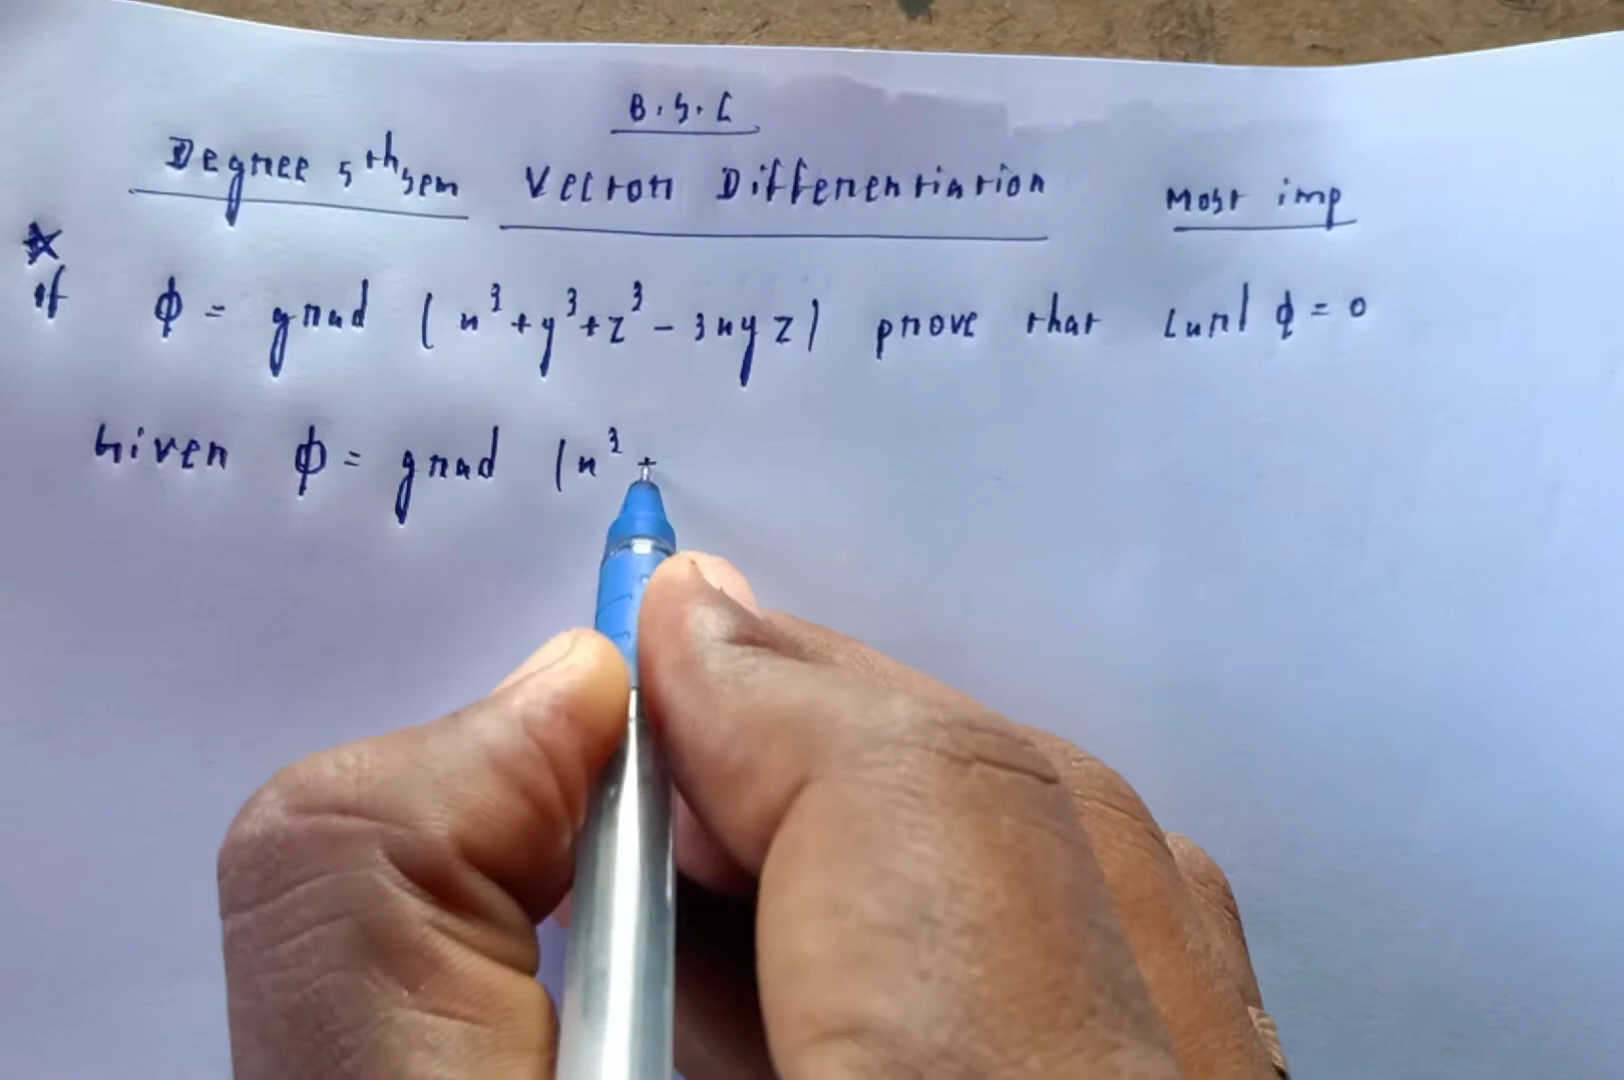 B.S.C
Degree 5th sem Vector Differentiation Most imp
If ϕ = grad (x³+y³+z³-3xyz) prove that curl ϕ = 0
Given ϕ = grad (x³ +